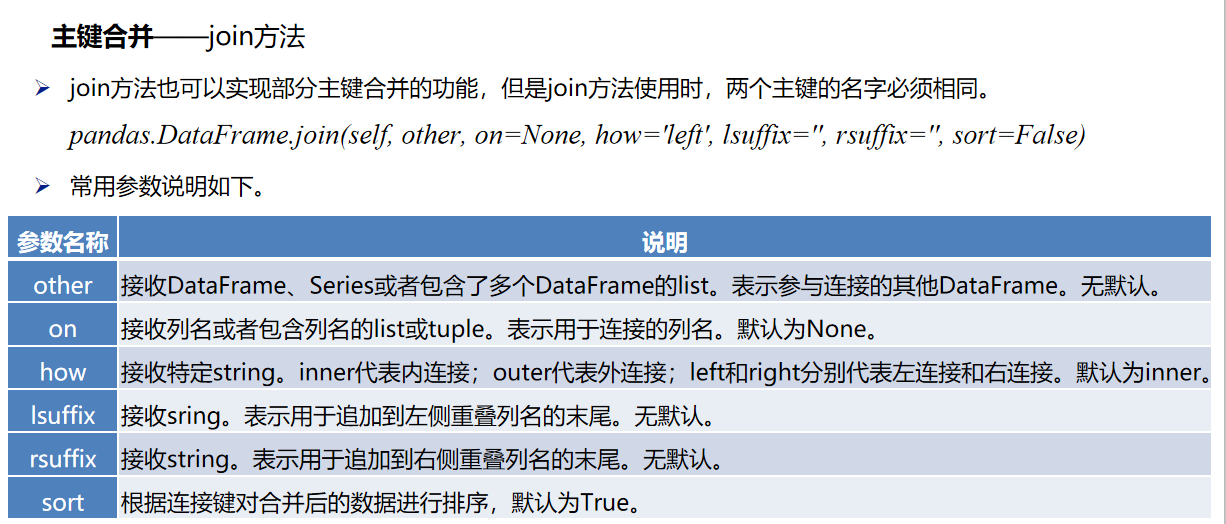 主键合并——join方法
join方法也可以实现部分主键合并的功能，但是join方法使用时，两个主键的名字必须相同。
pandas.DataFrame.join(self, other, on=None, how='left', lsuffix='', rsuffix='', sort=False)
常用参数说明如下。
参数名称 说明
other 接收DataFrame、Series或者包含了多个DataFrame的list。表示参与连接的其他DataFrame。无默认。
on 接收列名或者包含列名的list或tuple。表示用于连接的列名。默认为None。
how 接收特定string。inner代表内连接；outer代表外连接；left和right分别代表左连接和右连接。默认为inner。
lsuffix 接收sring。表示用于追加到左侧重叠列名的末尾。无默认。
rsuffix 接收string。表示用于追加到右侧重叠列名的末尾。无默认。
sort 根据连接键对合并后的数据进行排序，默认为True。